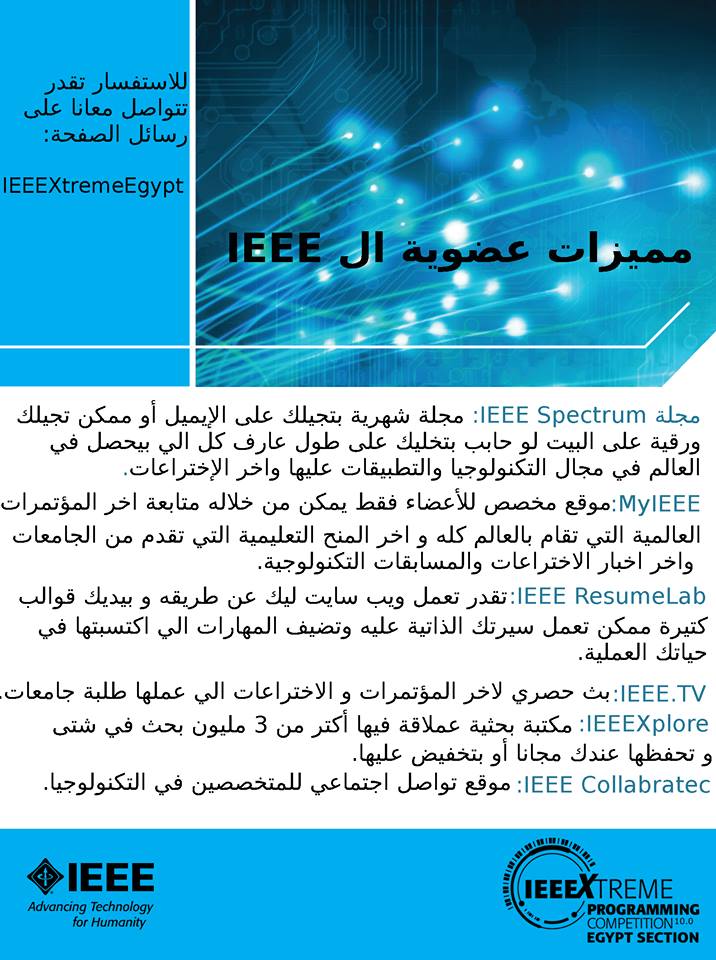 للاستفسار تقدر
تتواصل معانا على
رسائل الصفحة:
IEEEXtremeEgypt
مميزات عضوية ال IEEE
مجلة IEEE Spectrum: مجلة شهرية بتجيلك على الإيميل أو ممكن تجيلك
ورقية على البيت لو حابب بتخليك على طول عارف كل الي بيحصل في
العالم في مجال التكنولوجيا والتطبيقات عليها واخر الإختراعات.
MyIEEE:موقع مخصص للأعضاء فقط يمكن من خلاله متابعة اخر المؤتمرات
العالمية التي تقام بالعالم كله و اخر المنح التعليمية التي تقدم من الجامعات
واخر اخبار الاختراعات والمسابقات التكنولوجية.
IEEE ResumeLab:تقدر تعمل ويب سايت ليك عن طريقه و بيديك قوالب
كتيرة ممكن تعمل سيرتك الذاتية عليه وتضيف المهارات الي اكتسبتها في
حياتك العملية.
IEEE.TV:بث حصري لاخر المؤتمرات و الاختراعات الي عملها طلبة جامعات.
IEEEXplore: مكتبة بحثية عملاقة فيها أكتر من 3 مليون بحث في شتى
و تحفظها عندك مجانا أو بتخفيض عليها.
IEEE Collabratec: موقع تواصل اجتماعي للمتخصصين في التكنولوجيا.
IEEE
Advancing Technology
for Humanity
IEEEXTREME
PROGRAMMING
COMPETITION 10.0
EGYPT SECTION